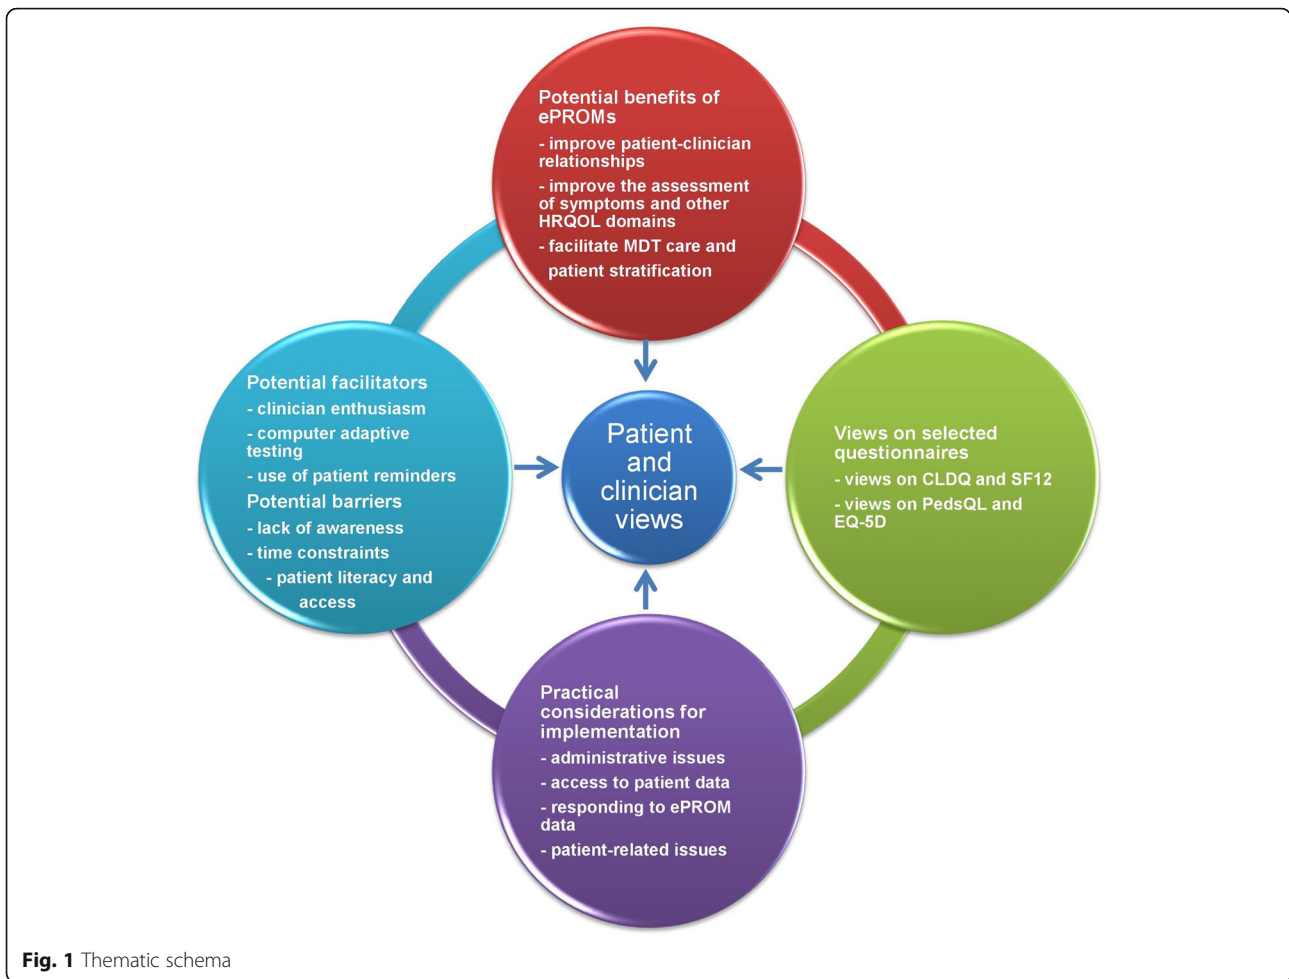 Potential benefits of
ePROMs
- improve patient-clinician
relationships
- improve the assessment
of symptoms and other
HRQOL domains
- facilitate MDT care and
patient stratification
Potential facilitators
- clinician enthusiasm
- computer adaptive
testing
- use of patient reminders
Potential barriers
- lack of awareness
- time constraints
- patient literacy and
access
Patient
and
clinician
views
Views on selected
questionnaires
- views on CLDQ and SF12
- views on PedsQL and
EQ-5D
Practical
considerations for
implementation
- administrative issues
- access to patient data
- responding to ePROM
data
- patient-related issues
Fig. 1 Thematic schema